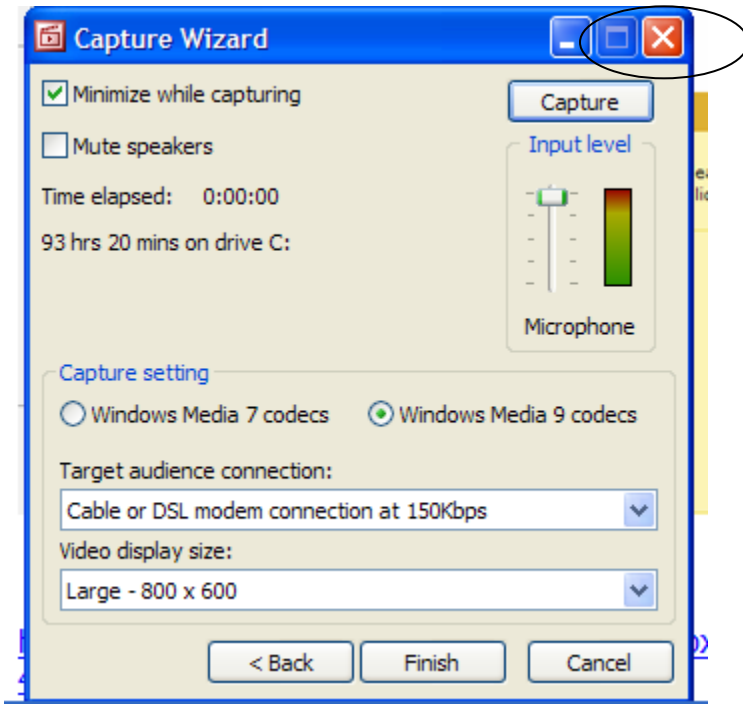 Capture Wizard
Minimize while capturing
Capture
Mute speakers
Input level
Time elapsed: 0:00:00
93 hrs 20 mins on drive C:
Microphone
Capture setting
Windows Media 7 codecs
Windows Media 9 codecs
Target audience connection:
Cable or DSL modem connection at 150Kbps
Video display size:
Large - 800 x 600
< Back
Finish
Cancel